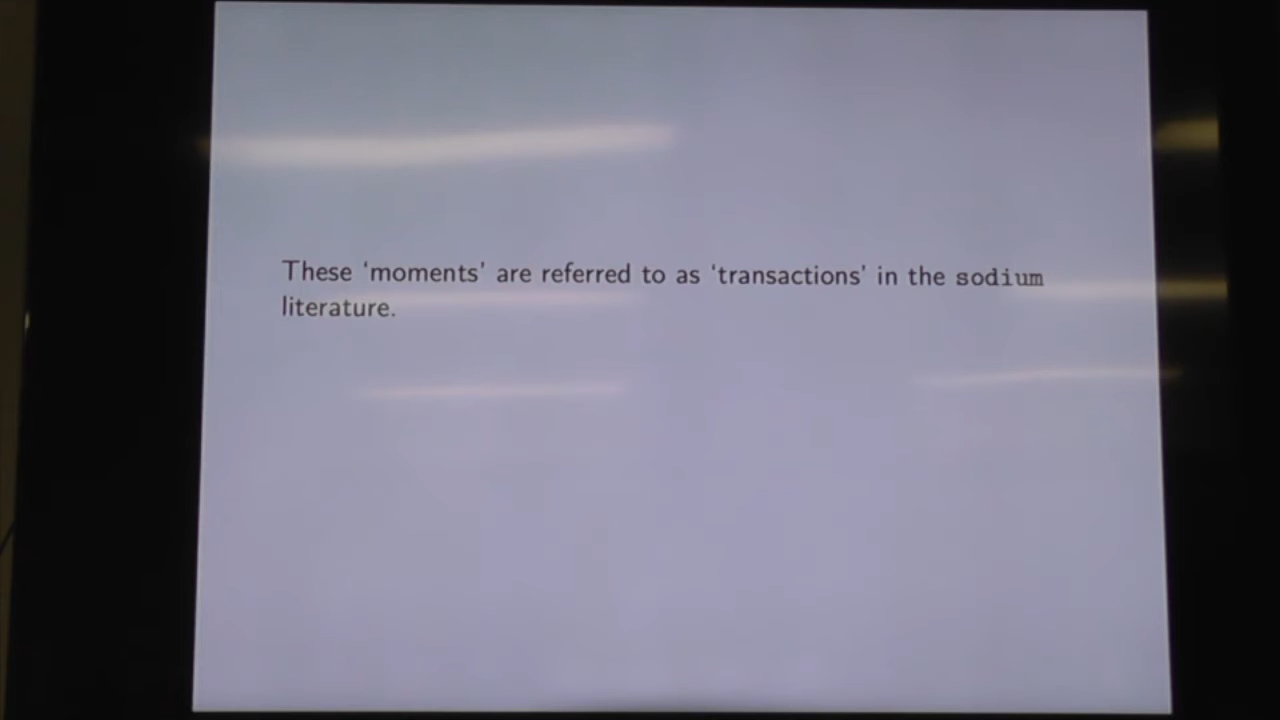 These ‘moments’ are referred to as ‘transactions’ in the sodium
literature.